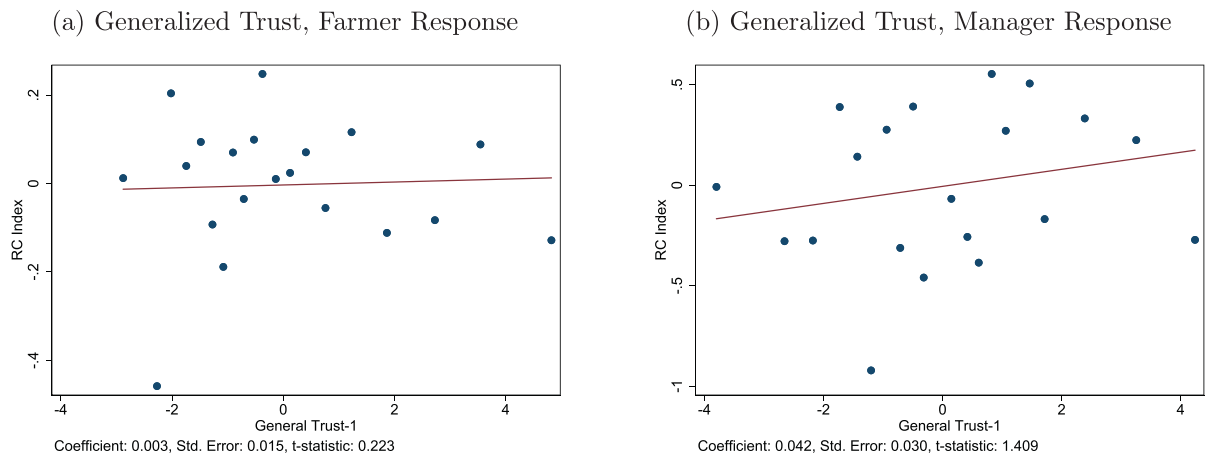 (a) Generalized Trust, Farmer Response
.2
0
-.2
-.4
RC Index
-4 -2 0 2 4
General Trust-1
Coefficient: 0.003, Std. Error: 0.015, t-statistic: 0.223
(b) Generalized Trust, Manager Response
.5
0
-.5
-1
RC Index
-4 -2 0 2 4
General Trust-1
Coefficient: 0.042, Std. Error: 0.030, t-statistic: 1.409